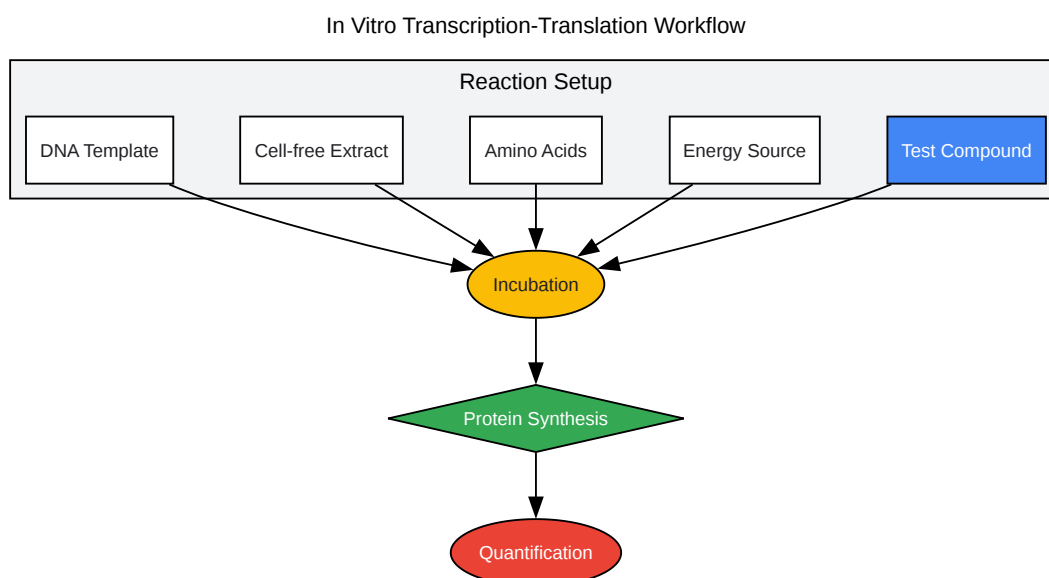 In Vitro Transcription-Translation Workflow
Reaction Setup
DNA Template
Cell-free Extract
Amino Acids
Energy Source
Test Compound
Incubation
Protein Synthesis
Quantification